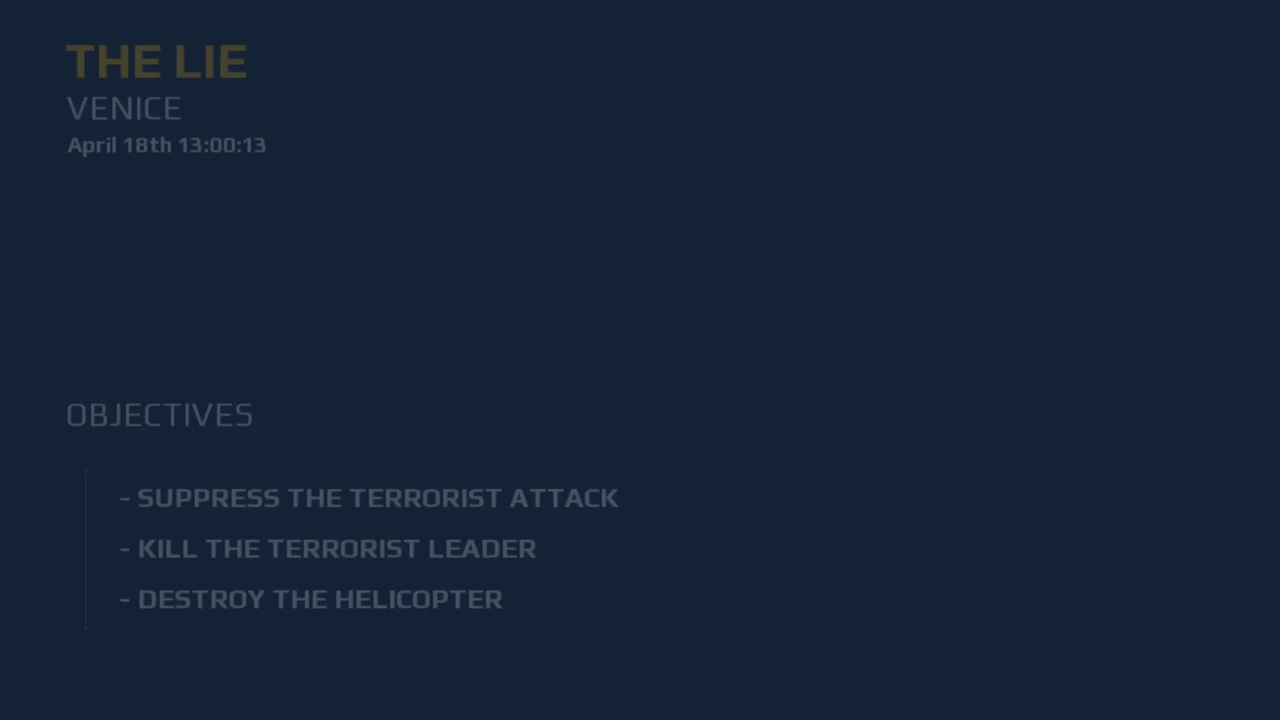 THE LIE
VENICE
April 18th 13:00:13
OBJECTIVES
- SUPPRESS THE TERRORIST ATTACK
- KILL THE TERRORIST LEADER
- DESTROY THE HELICOPTER